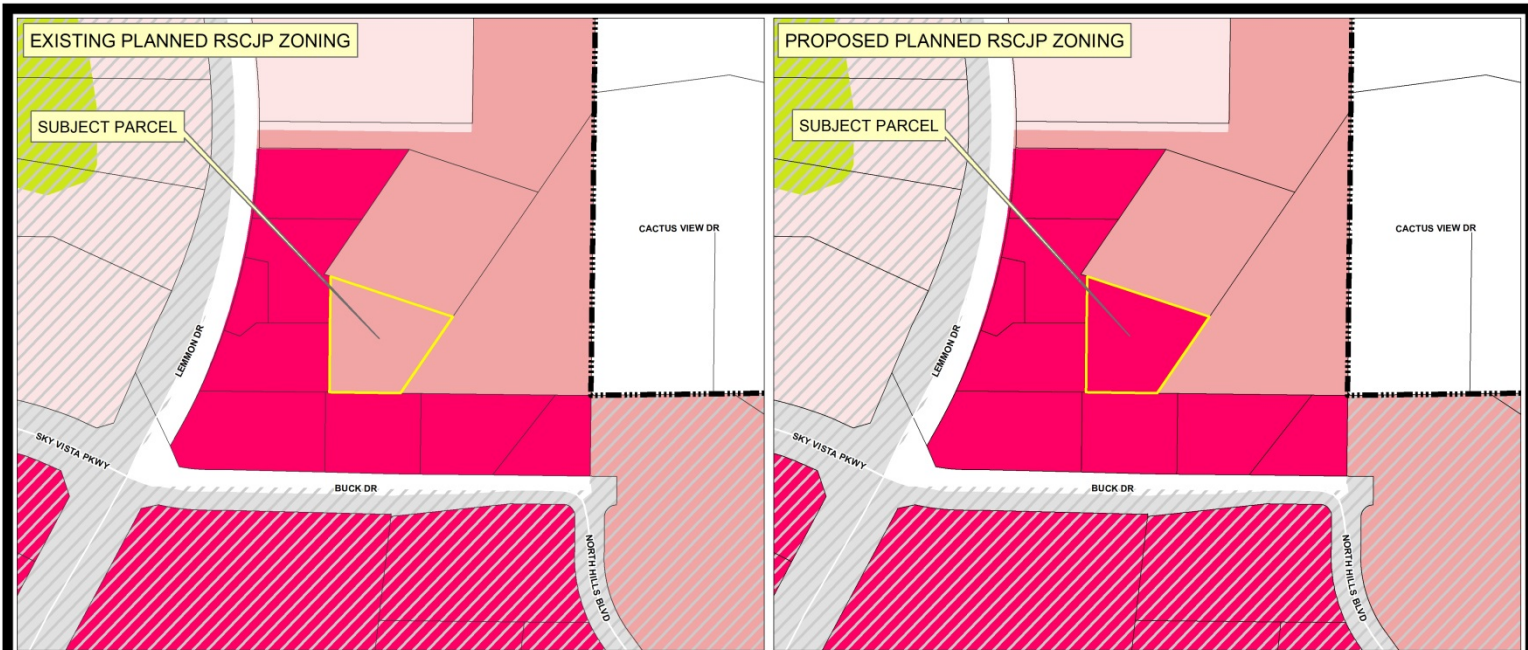 EXISTING PLANNED RSCJP ZONING
SUBJECT PARCEL
CACTUS VIEW DR
LEMMON DR
SKY VISTA PKWY
BUCK DR
NORTH HILLS BLVD
PROPOSED PLANNED RSCJP ZONING
SUBJECT PARCEL
CACTUS VIEW DR
LEMMON DR
SKY VISTA PKWY
BUCK DR
NORTH HILLS BLVD